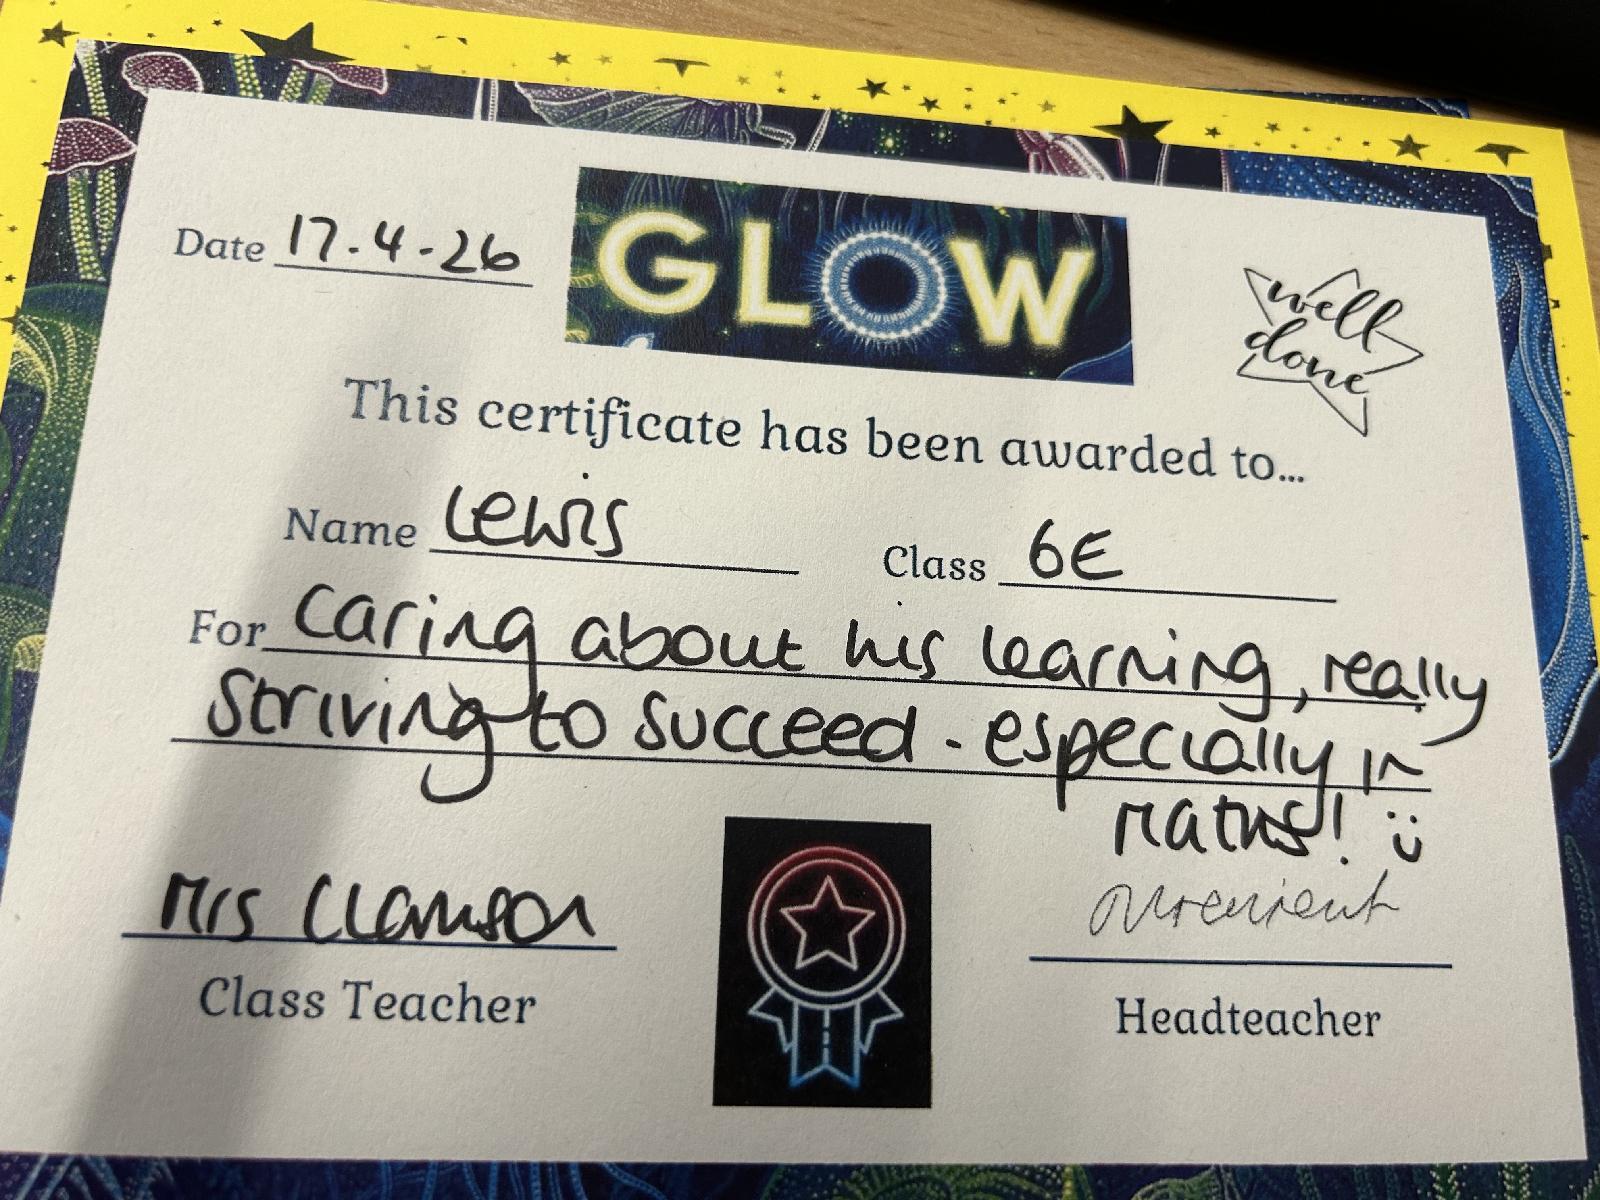 Date 17.4.26
GLOW
well
done
This certificate has been awarded to...
Name Lewis
Class 6E
For Caring about his learning, really
striving to succeed - especially in
maths! :)
Mrs Clamson
Class Teacher
Headteacher